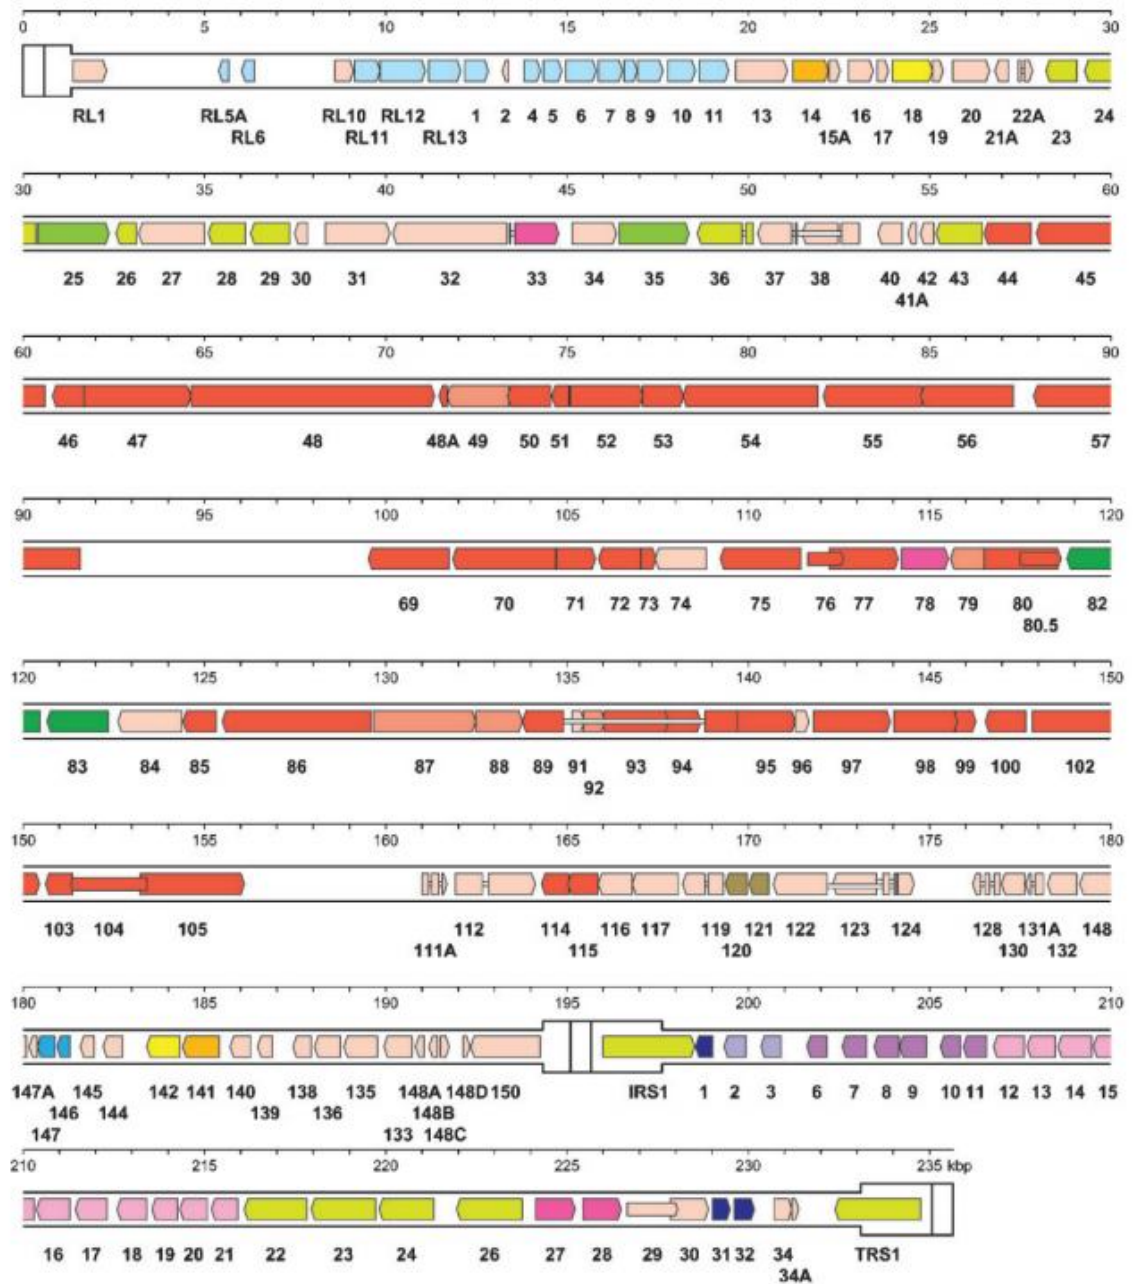 0 5 10 15 20 25 30
RL1 RL5A RL10 RL12 1 2 4 5 6 7 8 9 10 11 13 14 16 18 20 22A 24
RL6 RL11 RL13 15A 17 19 21A 23
30 35 40 45 50 55 60
25 26 27 28 29 30 31 32 33 34 35 36 37 38 40 42 43 44 45
41A
60 65 70 75 80 85 90
46 47 48 48A 49 50 51 52 53 54 55 56 57
90 95 100 105 110 115 120
69 70 71 72 73 74 75 76 77 78 79 80 82
80.5
120 125 130 135 140 145 150
83 84 85 86 87 88 89 91 93 94 95 96 97 98 99 100 102
92
150 155 160 165 170 175 180
103 104 105 112 114 116 117 119 121 122 123 124 128 131A 148
111A 115 120 130 132
180 185 190 195 200 205 210
147A 145 142 141 140 138 135 148A 148D 150 IRS1 1 2 3 6 7 8 9 10 11 12 13 14 15
146 144 139 136 148B
147 133 148C
210 215 220 225 230 235 kbp
16 17 18 19 20 21 22 23 24 26 27 28 29 30 31 32 34 TRS1
34A